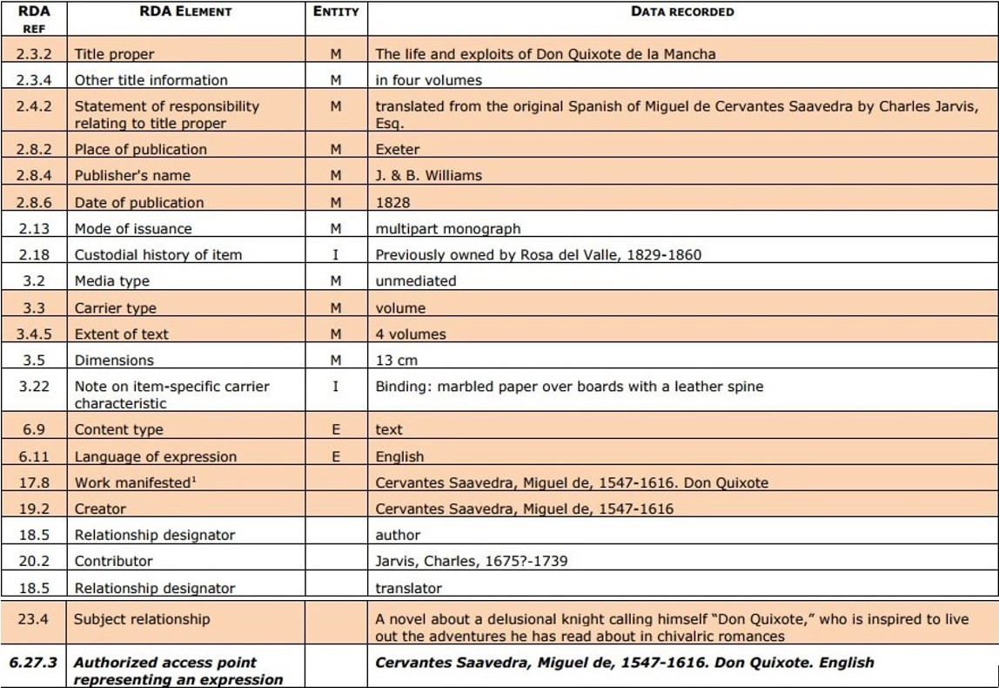 RDA REF RDA ELEMENT ENTITY DATA RECORDED
2.3.2 Title proper M The life and exploits of Don Quixote de la Mancha
2.3.4 Other title information M in four volumes
2.4.2 Statement of responsibility relating to title proper M translated from the original Spanish of Miguel de Cervantes Saavedra by Charles Jarvis, Esq.
2.8.2 Place of publication M Exeter
2.8.4 Publisher's name M J. & B. Williams
2.8.6 Date of publication M 1828
2.13 Mode of issuance M multipart monograph
2.18 Custodial history of item I Previously owned by Rosa del Valle, 1829-1860
3.2 Media type M unmediated
3.3 Carrier type M volume
3.4.5 Extent of text M 4 volumes
3.5 Dimensions M 13 cm
3.22 Note on item-specific carrier characteristic I Binding: marbled paper over boards with a leather spine
6.9 Content type E text
6.11 Language of expression E English
17.8 Work manifested¹ Cervantes Saavedra, Miguel de, 1547-1616. Don Quixote
19.2 Creator Cervantes Saavedra, Miguel de, 1547-1616
18.5 Relationship designator author
20.2 Contributor Jarvis, Charles, 1675?-1739
18.5 Relationship designator translator
23.4 Subject relationship A novel about a delusional knight calling himself “Don Quixote,” who is inspired to live out the adventures he has read about in chivalric romances
6.27.3 Authorized access point representing an expression Cervantes Saavedra, Miguel de, 1547-1616. Don Quixote. English